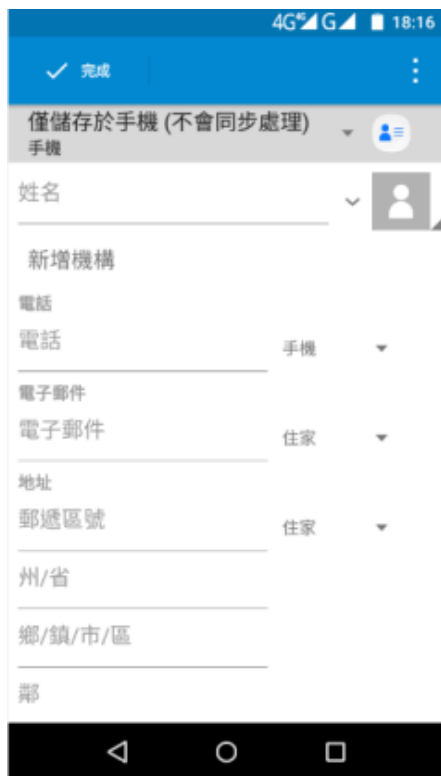 4G 4G G 18:16
完成
僅儲存於手機 (不會同步處理)
手機
姓名
新增機構
電話
電話 手機
電子郵件
電子郵件 住家
地址
郵遞區號 住家
州/省
鄉/鎮/市/區
鄰